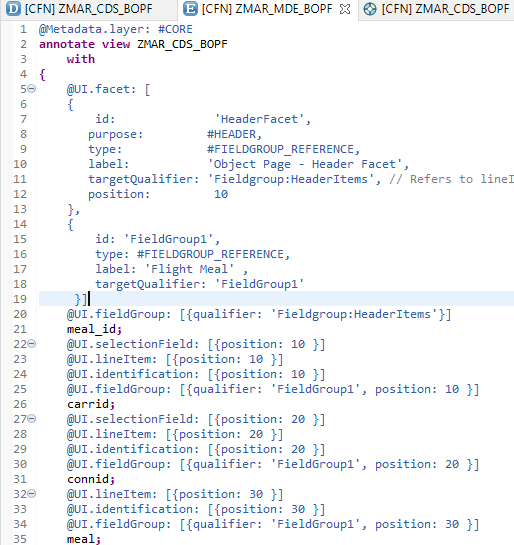 [CFN] ZMAR_CDS_BOPF [CFN] ZMAR_MDE_BOPF [CFN] ZMAR_CDS_BOPF
1 @Metadata.layer: #CORE
2 annotate view ZMAR_CDS_BOPF
3 with
4 {
5 @UI.facet: [
6 {
7 id: 'HeaderFacet',
8 purpose: #HEADER,
9 type: #FIELDGROUP_REFERENCE,
10 label: 'Object Page - Header Facet',
11 targetQualifier: 'Fieldgroup:HeaderItems', // Refers to lineI
12 position: 10
13 },
14 {
15 id: 'FieldGroup1',
16 type: #FIELDGROUP_REFERENCE,
17 label: 'Flight Meal' ,
18 targetQualifier: 'FieldGroup1'
19 }]
20 @UI.fieldGroup: [{qualifier: 'Fieldgroup:HeaderItems'}]
21 meal_id;
22 @UI.selectionField: [{position: 10 }]
23 @UI.lineItem: [{position: 10 }]
24 @UI.identification: [{position: 10 }]
25 @UI.fieldGroup: [{qualifier: 'FieldGroup1', position: 10 }]
26 carrid;
27 @UI.selectionField: [{position: 20 }]
28 @UI.lineItem: [{position: 20 }]
29 @UI.identification: [{position: 20 }]
30 @UI.fieldGroup: [{qualifier: 'FieldGroup1', position: 20 }]
31 connid;
32 @UI.lineItem: [{position: 30 }]
33 @UI.identification: [{position: 30 }]
34 @UI.fieldGroup: [{qualifier: 'FieldGroup1', position: 30 }]
35 meal;